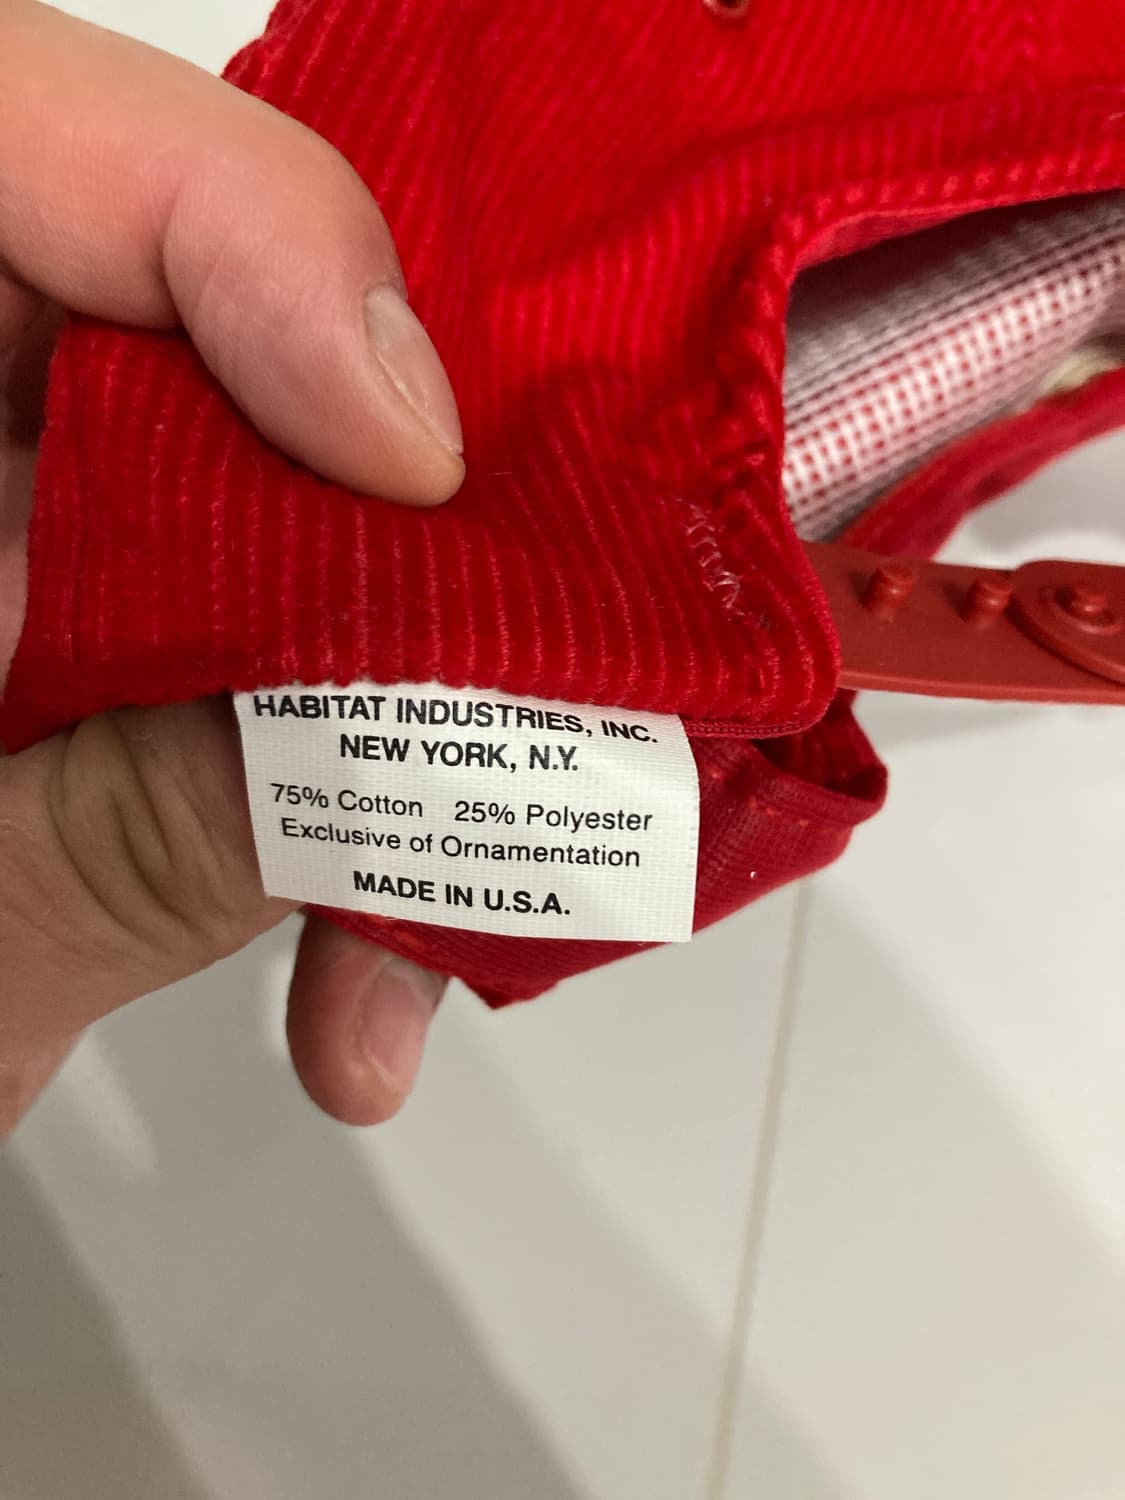 HABITAT INDUSTRIES, INC.
NEW YORK, N.Y.
75% Cotton 25% Polyester
Exclusive of Ornamentation
MADE IN U.S.A.